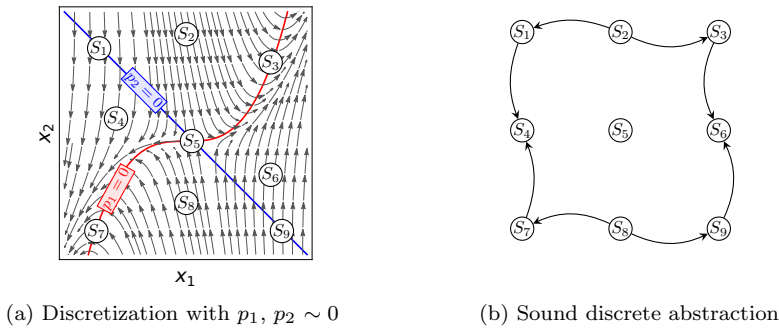 S1
S2
S3
p2 = 0
S4
S5
x2
p1 = 0
S6
S8
S7
S9
x1
(a) Discretization with p1, p2 ∼ 0
S1
S2
S3
S4
S5
S6
S7
S8
S9
(b) Sound discrete abstraction